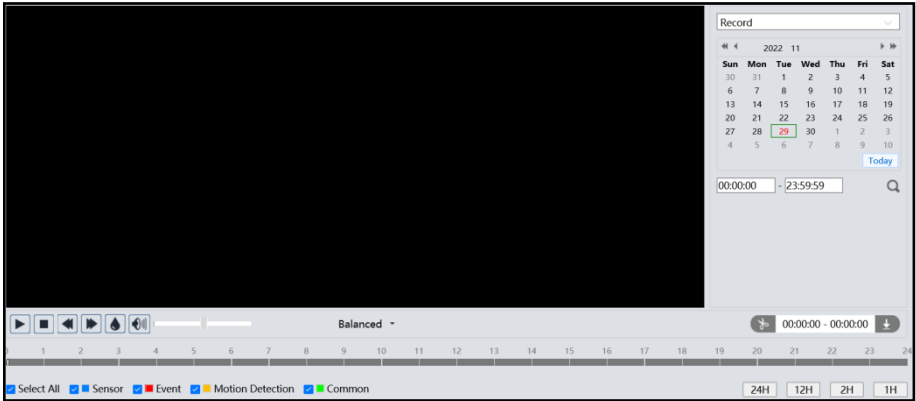 Record
2022 11
Sun Mon Tue Wed Thu Fri Sat
30 31 1 2 3 4 5
6 7 8 9 10 11 12
13 14 15 16 17 18 19
20 21 22 23 24 25 26
27 28 29 30 1 2 3
4 5 6 7 8 9 10
Today
00:00:00 - 23:59:59
Balanced
00:00:00 - 00:00:00
0 1 2 3 4 5 6 7 8 9 10 11 12 13 14 15 16 17 18 19 20 21 22 23 24
Select All Sensor Event Motion Detection Common
24H 12H 2H 1H